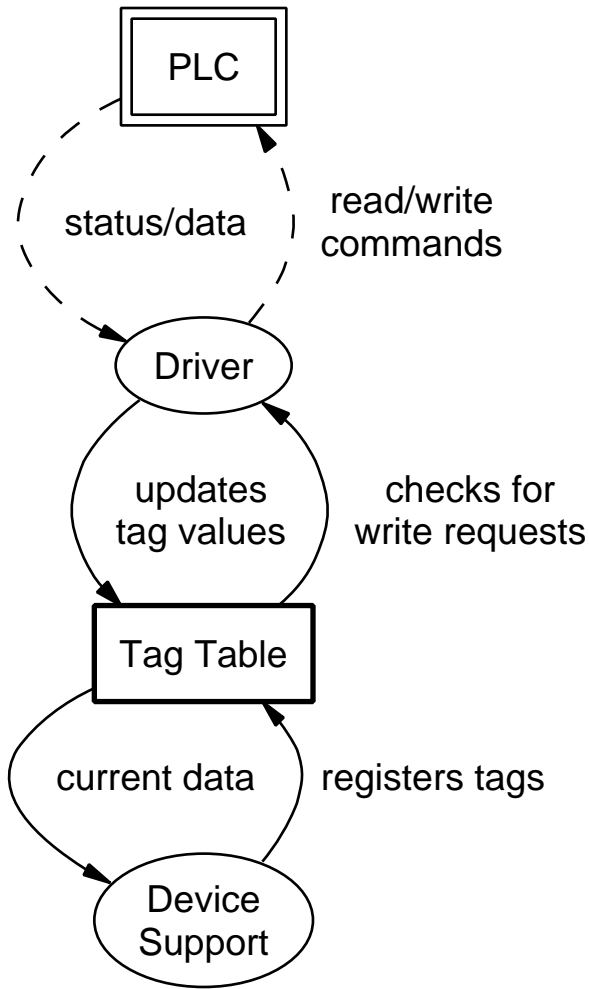 PLC
status/data
read/write
commands
Driver
updates
tag values
checks for
write requests
Tag Table
current data
registers tags
Device
Support